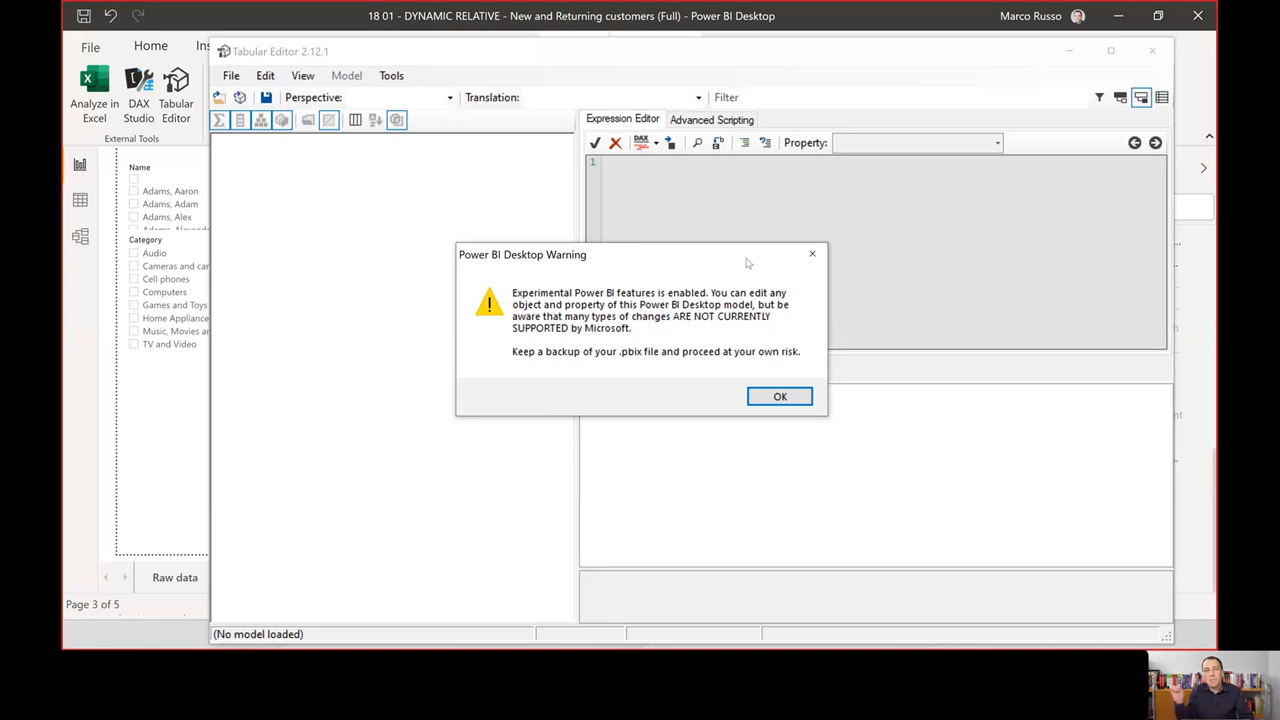 18 01 - DYNAMIC RELATIVE - New and Returning customers (Full) - Power BI Desktop
Marco Russo
File
Home
Ins
Analyze in
Excel
DAX
Studio
Tabular
Editor
External Tools
Name
Adams, Aaron
Adams, Adam
Adams, Alex
Category
Audio
Cameras and car
Cell phones
Computers
Games and Toys
Home Appliance
Music, Movies a
TV and Video
Raw data
Page 3 of 5
Tabular Editor 2.12.1
File Edit View Model Tools
Perspective:
Translation:
Filter
Expression Editor
Advanced Scripting
DAX
Property:
1
Power BI Desktop Warning
Experimental Power BI features is enabled. You can edit any
object and property of this Power BI Desktop model, but be
aware that many types of changes ARE NOT CURRENTLY
SUPPORTED by Microsoft.
Keep a backup of your .pbix file and proceed at your own risk.
OK
(No model loaded)